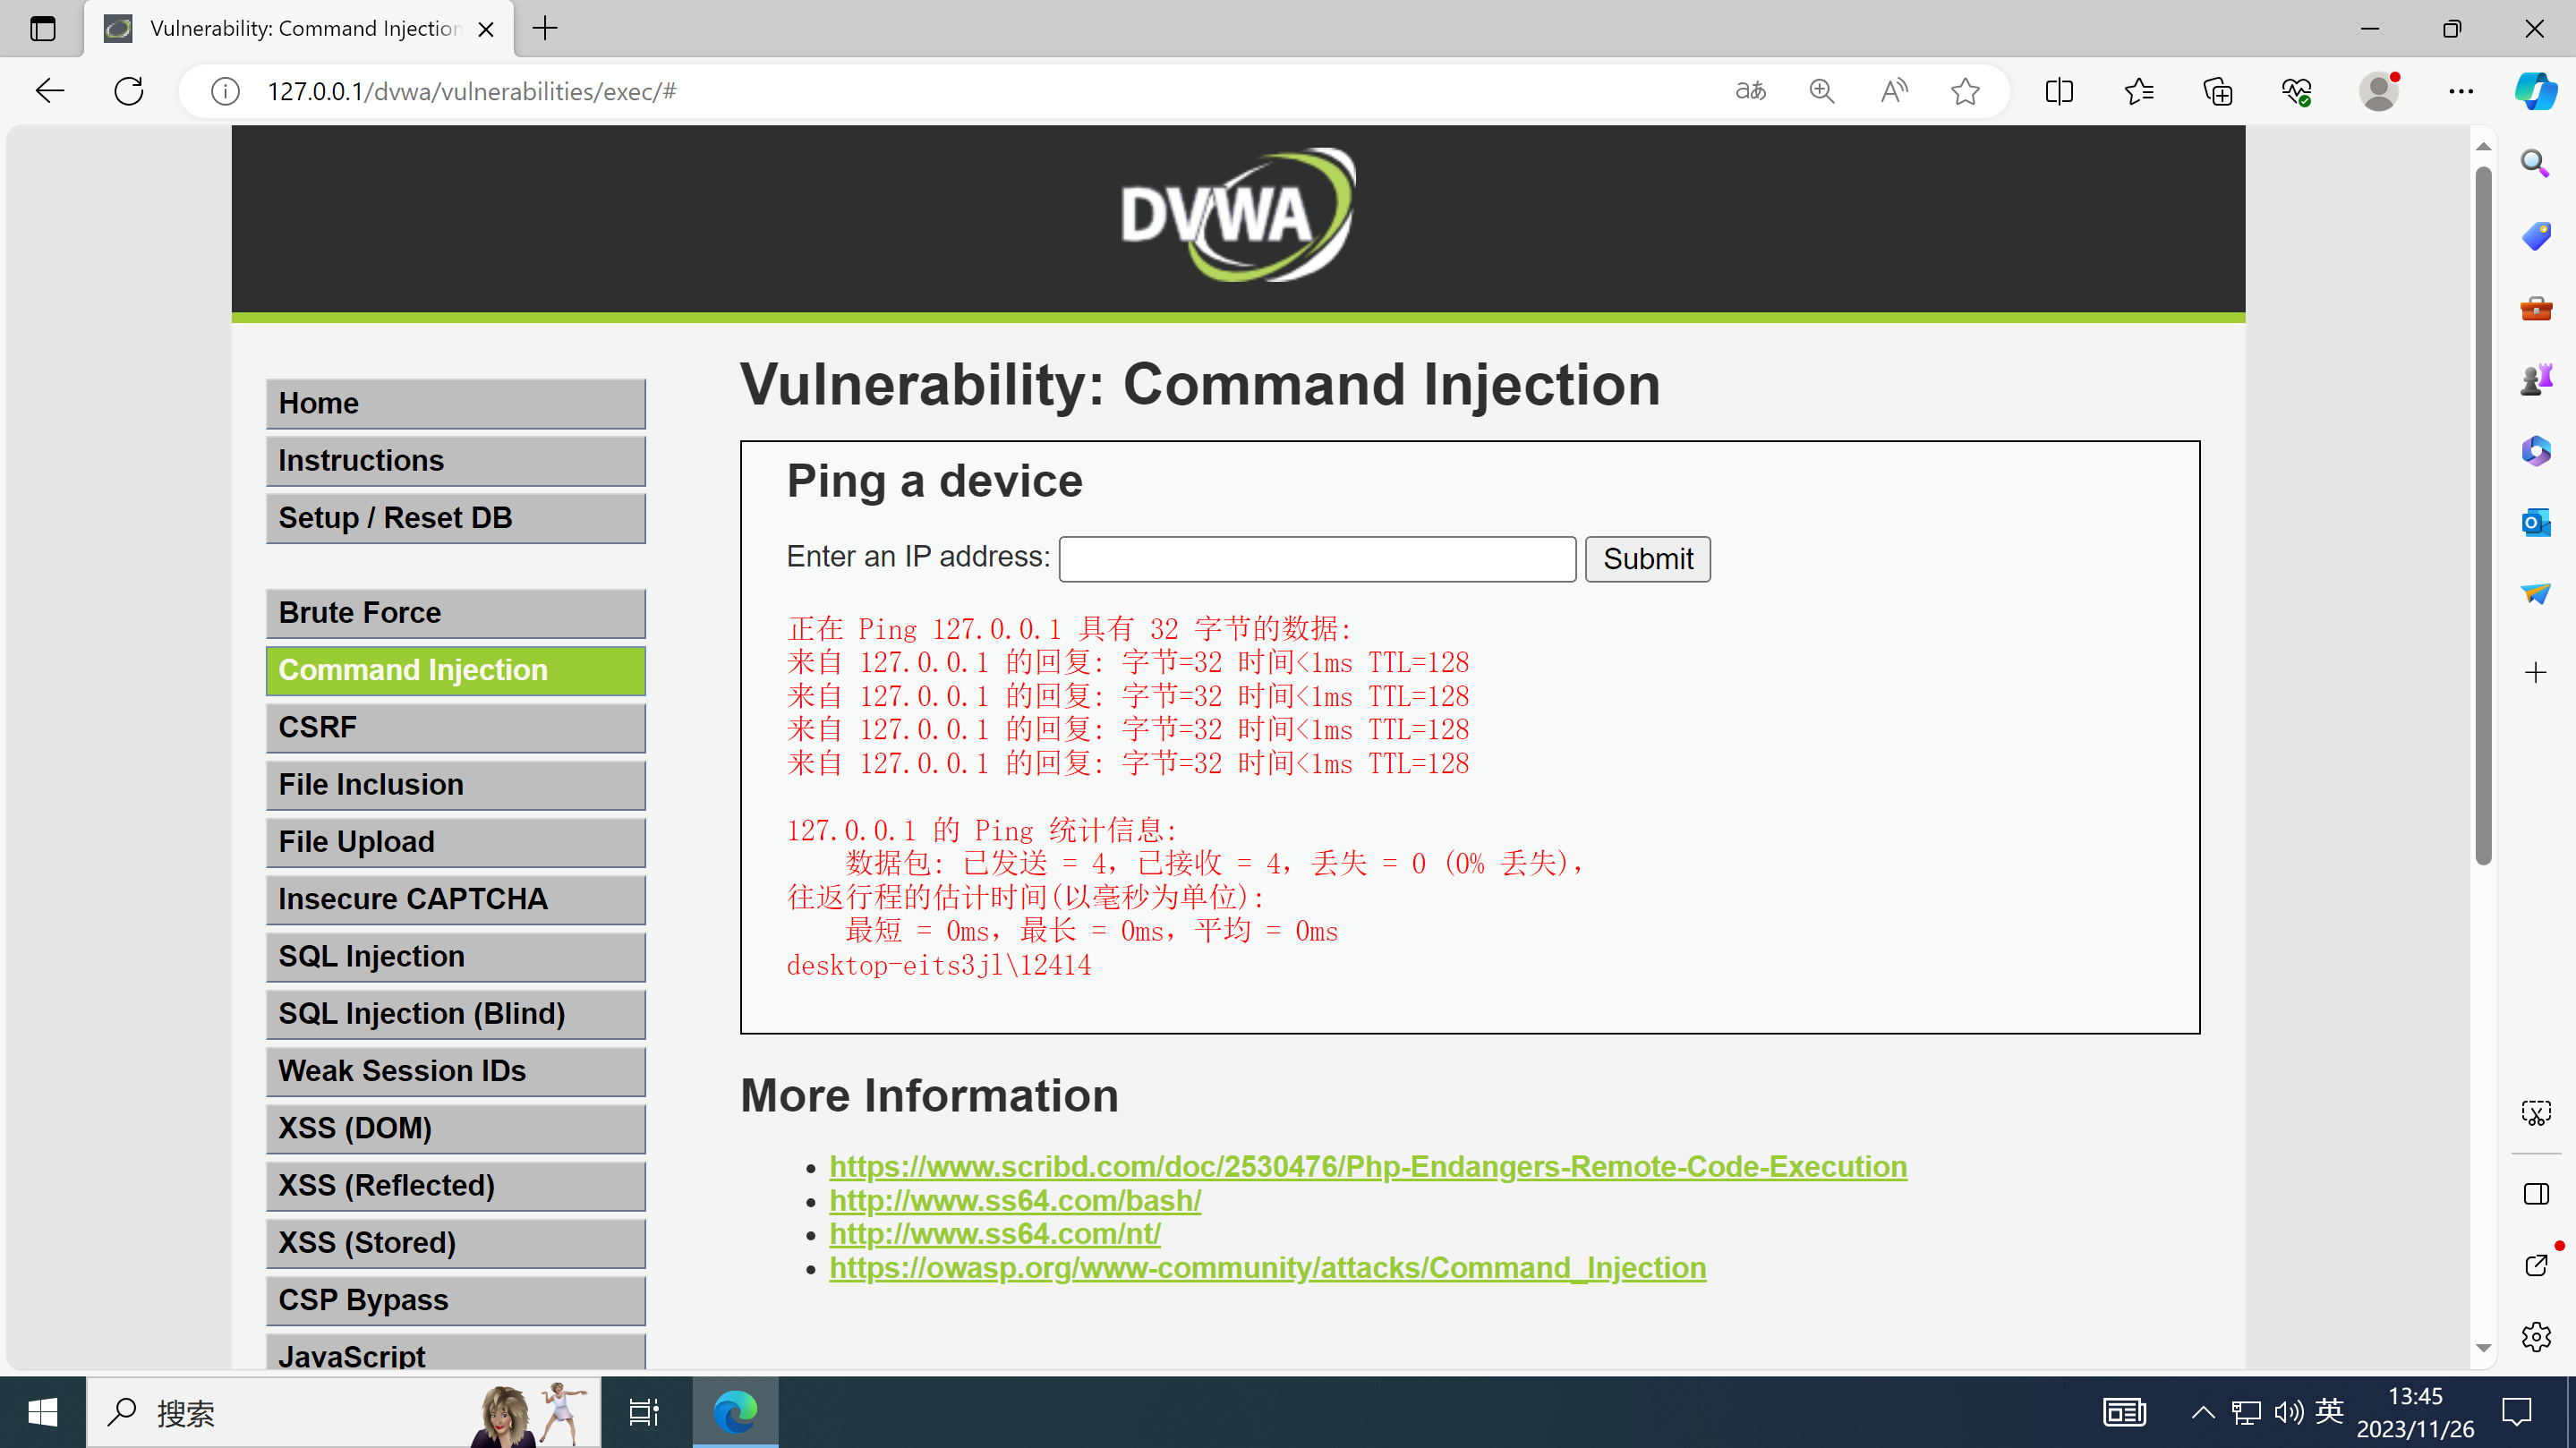 Vulnerability: Command Injection
127.0.0.1/dvwa/vulnerabilities/exec/#
aあ
DVWA
Home
Instructions
Setup / Reset DB
Brute Force
Command Injection
CSRF
File Inclusion
File Upload
Insecure CAPTCHA
SQL Injection
SQL Injection (Blind)
Weak Session IDs
XSS (DOM)
XSS (Reflected)
XSS (Stored)
CSP Bypass
JavaScript
Vulnerability: Command Injection
Ping a device
Enter an IP address: Submit
正在 Ping 127.0.0.1 具有 32 字节的数据:
来自 127.0.0.1 的回复: 字节=32 时间<1ms TTL=128
来自 127.0.0.1 的回复: 字节=32 时间<1ms TTL=128
来自 127.0.0.1 的回复: 字节=32 时间<1ms TTL=128
来自 127.0.0.1 的回复: 字节=32 时间<1ms TTL=128
127.0.0.1 的 Ping 统计信息:
数据包: 已发送 = 4，已接收 = 4，丢失 = 0 (0% 丢失)，
往返行程的估计时间(以毫秒为单位):
最短 = 0ms，最长 = 0ms，平均 = 0ms
desktop-eits3jl\12414
More Information
https://www.scribd.com/doc/2530476/Php-Endangers-Remote-Code-Execution
http://www.ss64.com/bash/
http://www.ss64.com/nt/
https://owasp.org/www-community/attacks/Command_Injection
搜索
英
13:45
2023/11/26